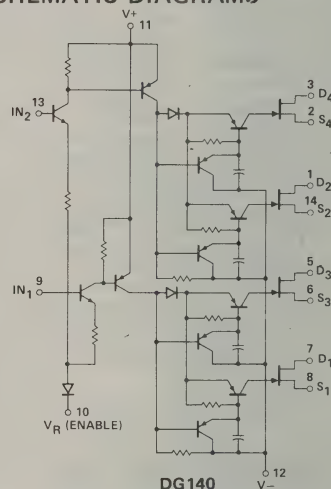 SCHEMATIC DIAGRAMS
V+
11
3
D4
13
IN2
2
S4
1
D2
14
S2
9
IN1
5
D3
6
S3
7
D1
8
S1
10
VR (ENABLE)
12
DG140
V−